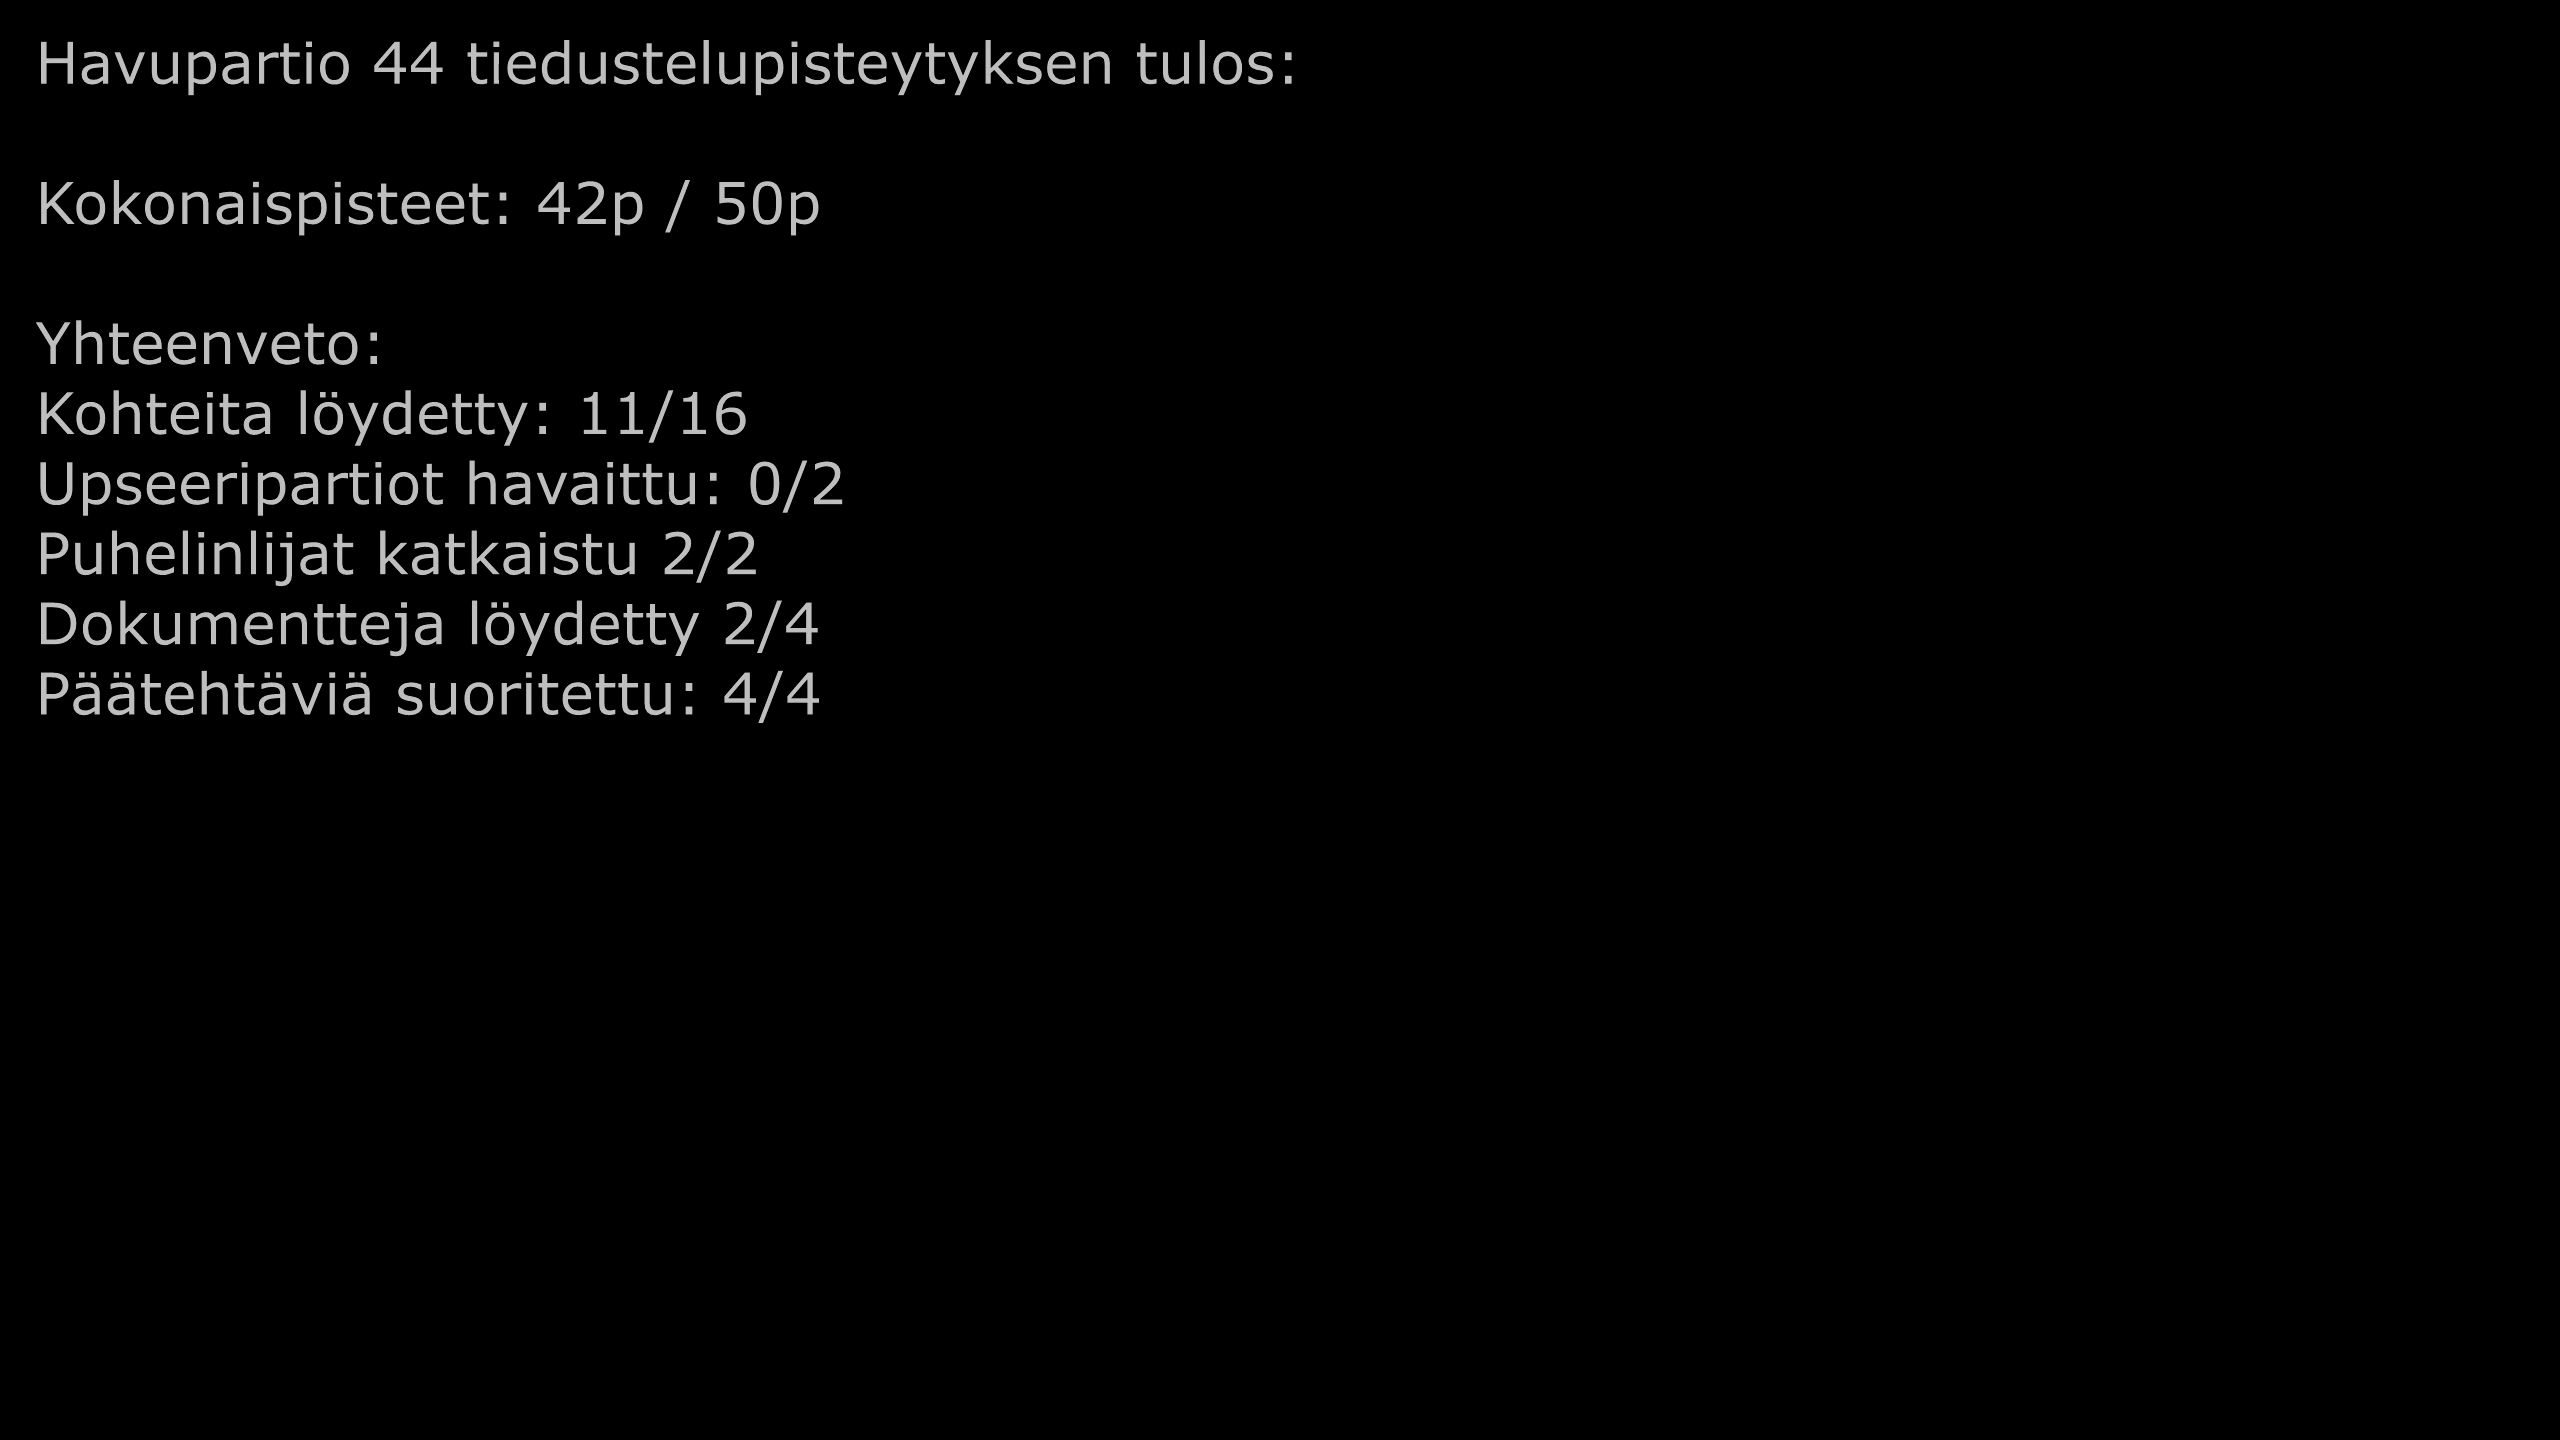 Havupartio 44 tiedustelupisteytyksen tulos:
Kokonaispisteet: 42p / 50p
Yhteenveto:
Kohteita löydetty: 11/16
Upseeripartiot havaittu: 0/2
Puhelinlijat katkaistu 2/2
Dokumentteja löydetty 2/4
Päätehtäviä suoritettu: 4/4